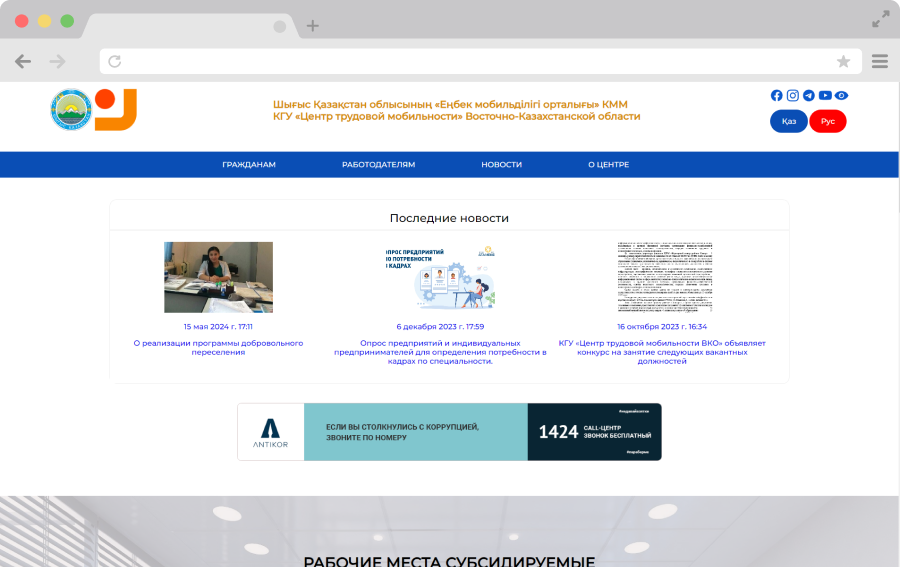 Шығыс Қазақстан облысының «Еңбек мобильділігі орталығы» КММ
КГУ «Центр трудовой мобильности» Восточно-Казахстанской области
Қаз
Рус
ГРАЖДАНАМ
РАБОТОДАТЕЛЯМ
НОВОСТИ
О ЦЕНТРЕ
Последние новости
ОПРОС ПРЕДПРИЯТИЙ
ПО ПОТРЕБНОСТИ
В КАДРАХ
15 мая 2024 г. 17:11
О реализации программы добровольного
переселения
6 декабря 2023 г. 17:59
Опрос предприятий и индивидуальных
предпринимателей для определения потребности в
кадрах по специальности.
16 октября 2023 г. 16:34
КГУ «Центр трудовой мобильности ВКО» объявляет
конкурс на занятие следующих вакантных
должностей
ANTIKOR
ЕСЛИ ВЫ СТОЛКНУЛИСЬ С КОРРУПЦИЕЙ,
ЗВОНИТЕ ПО НОМЕРУ
1424
CALL-ЦЕНТР
ЗВОНОК БЕСПЛАТНЫЙ
РАБОЧИЕ МЕСТА СУБСИДИРУЕМЫЕ